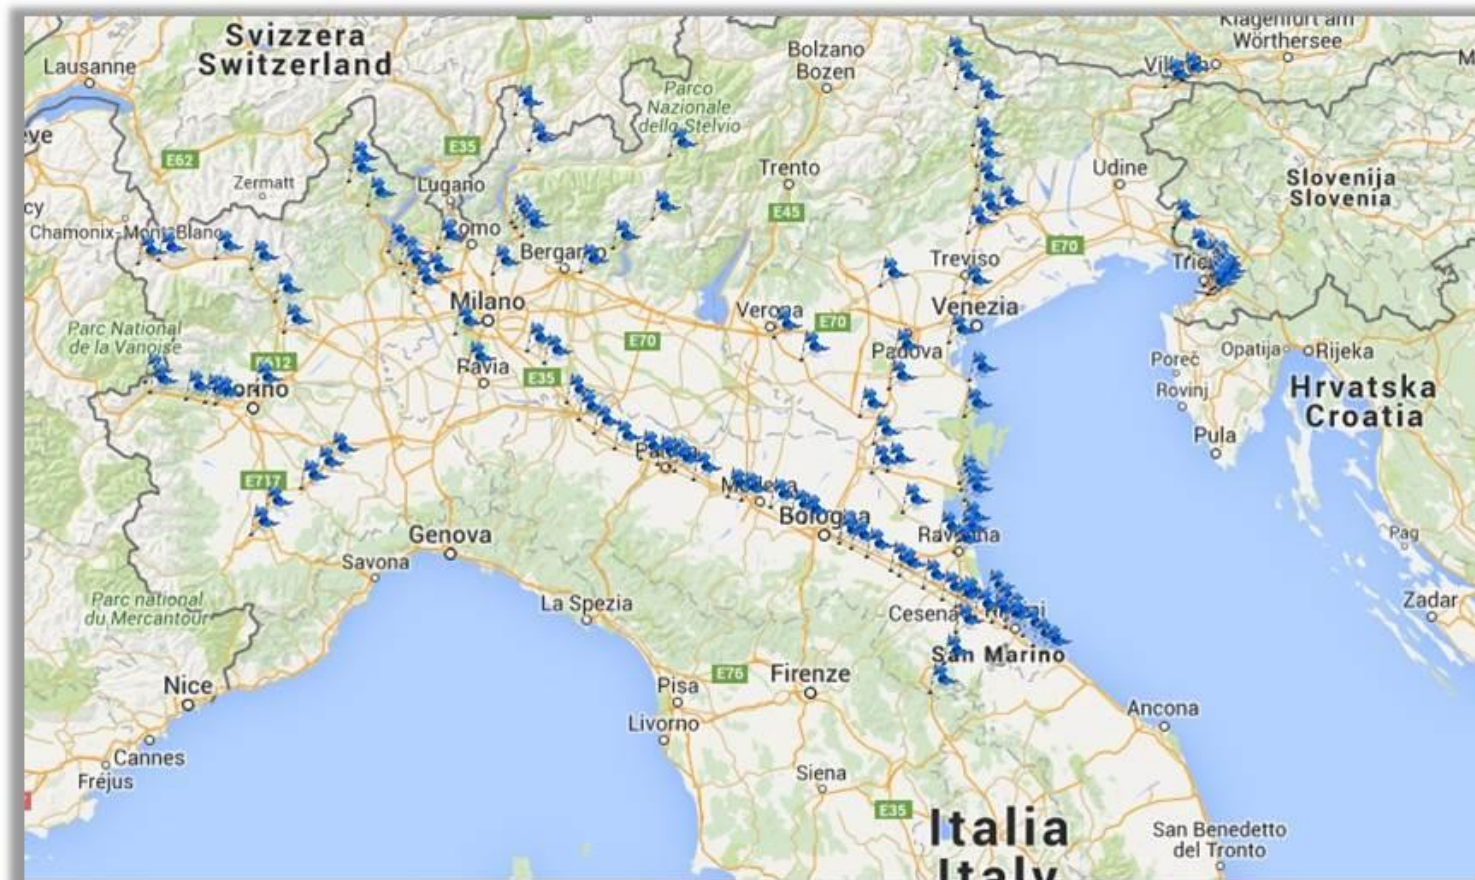 Svizzera
Switzerland
Lausanne
Klagenfurt am
Wörthersee
Bolzano
Bozen
Parco
Nazionale
dello Stelvio
E62
E35
Zermatt
Lugano
Trento
E45
Udine
Slovenija
Slovenia
Chamonix-Mont-Blanc
Bergamo
Treviso
E70
Milano
Verona
E70
Venezia
Parc National
de la Vanoise
E70
Padova
Poreč
Opatija
Rijeka
E612
Pavia
E35
Rovinj
Hrvatska
Croatia
Torino
Pula
E717
Modena
Bologna
Genova
Ravenna
Pag
Savona
Parc national
du Mercantour
La Spezia
Cesena
Zadar
San Marino
Nice
Pisa
E76
Firenze
Livorno
Ancona
Cannes
Fréjus
Siena
E35
Italia
Italy
San Benedetto
del Tronto